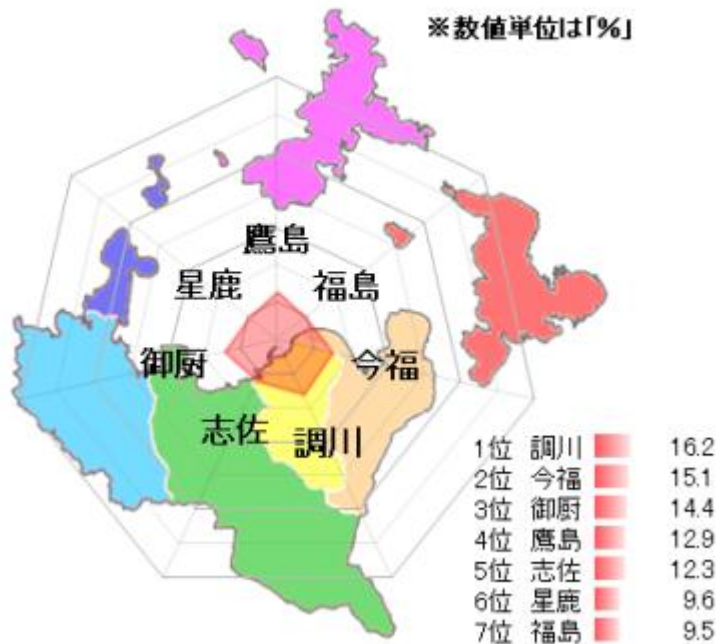 ※数値単位は「%」
鷹島
星鹿 福島
御厨 今福
志佐 調川
1位 調川 16.2
2位 今福 15.1
3位 御厨 14.4
4位 鷹島 12.9
5位 志佐 12.3
6位 星鹿 9.6
7位 福島 9.5